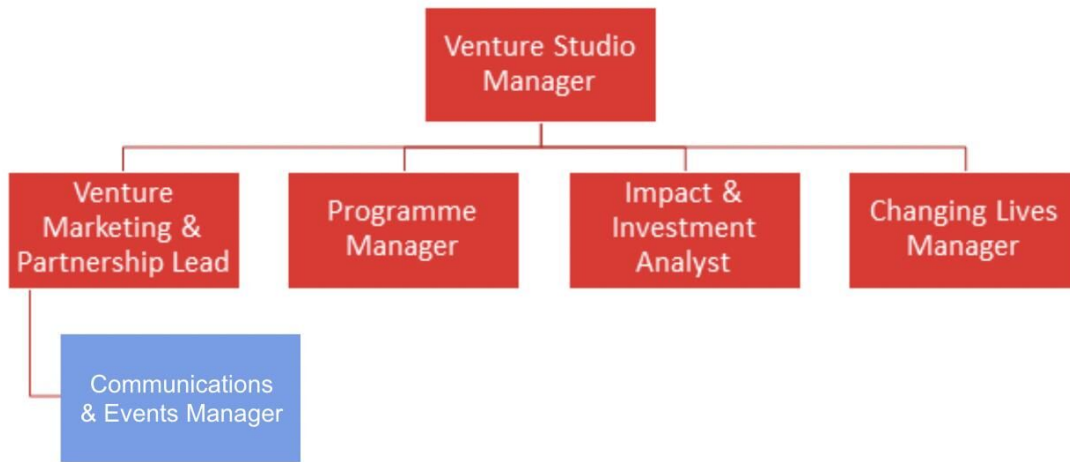 Venture Studio
Manager
Venture
Marketing &
Partnership Lead
Programme
Manager
Impact &
Investment
Analyst
Changing Lives
Manager
Communications
& Events Manager